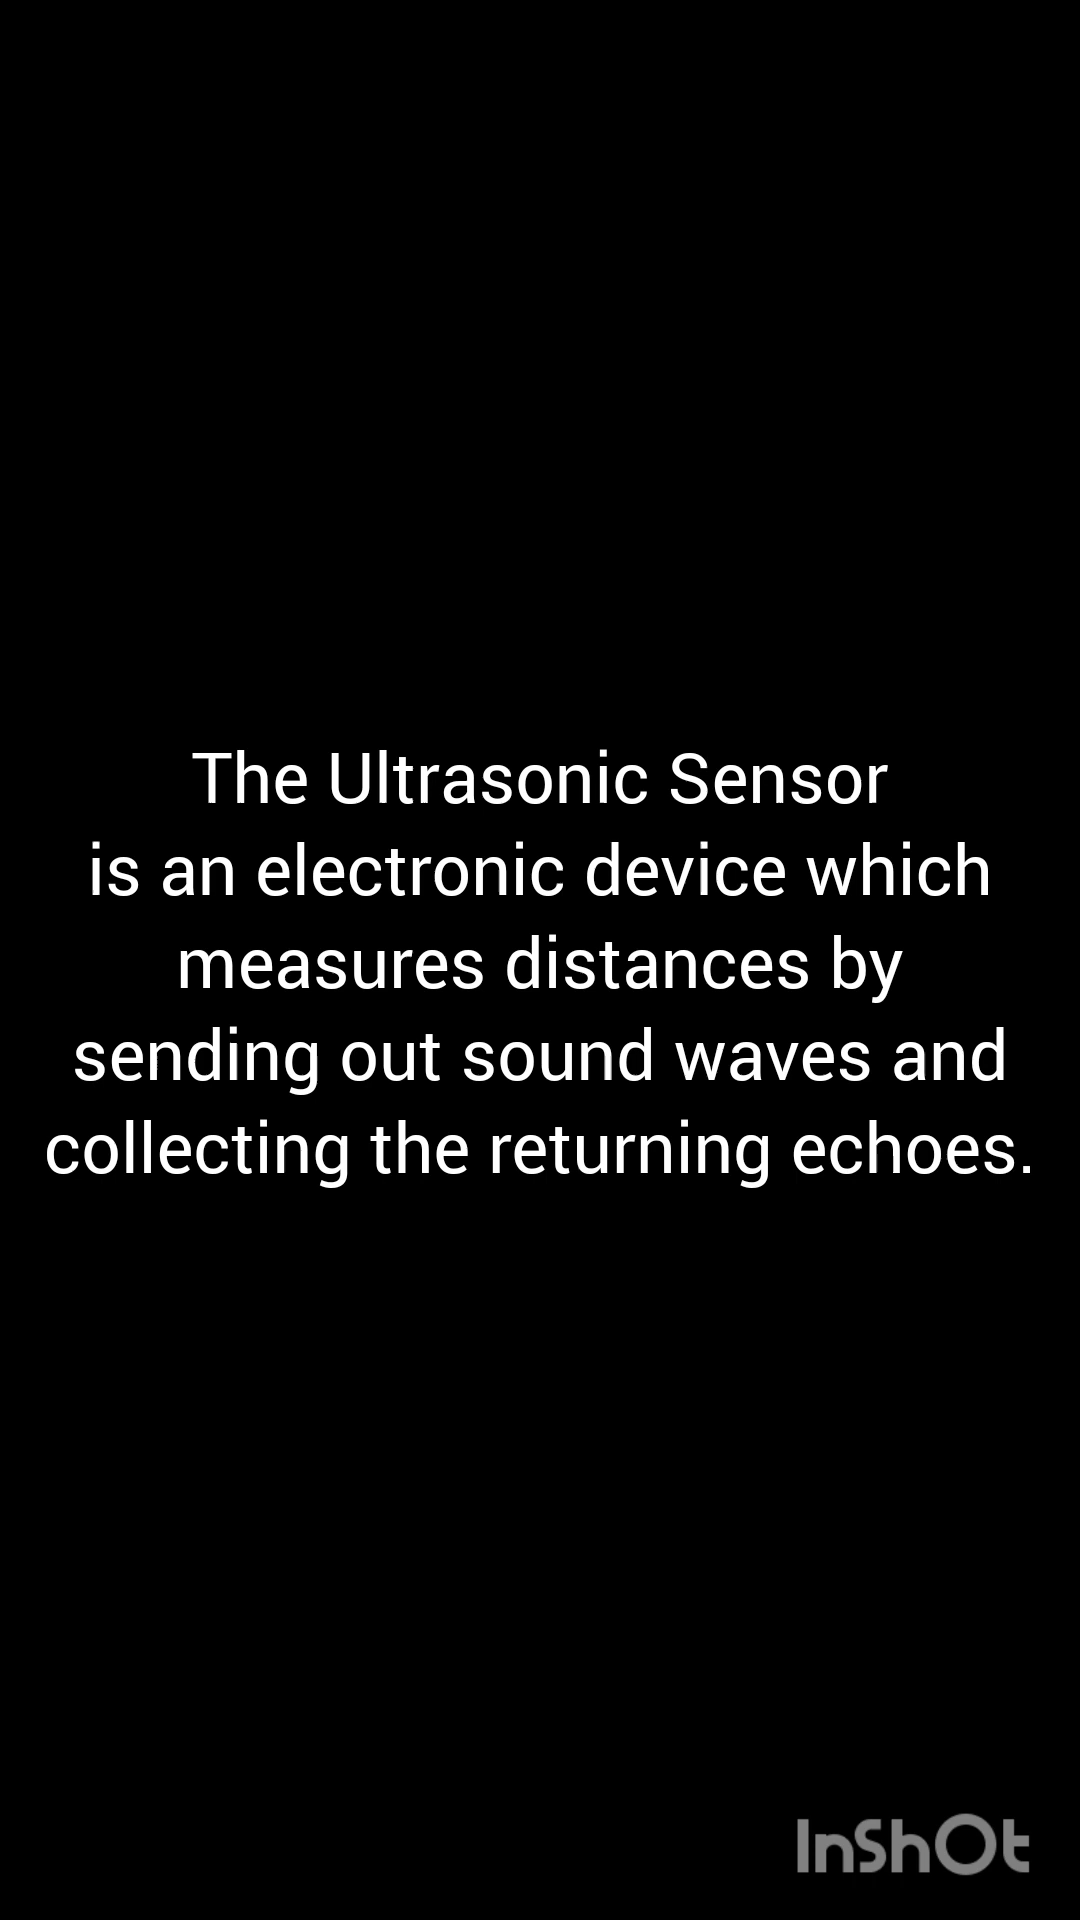 The Ultrasonic Sensor
is an electronic device which
measures distances by
sending out sound waves and
collecting the returning echoes.
InShOt